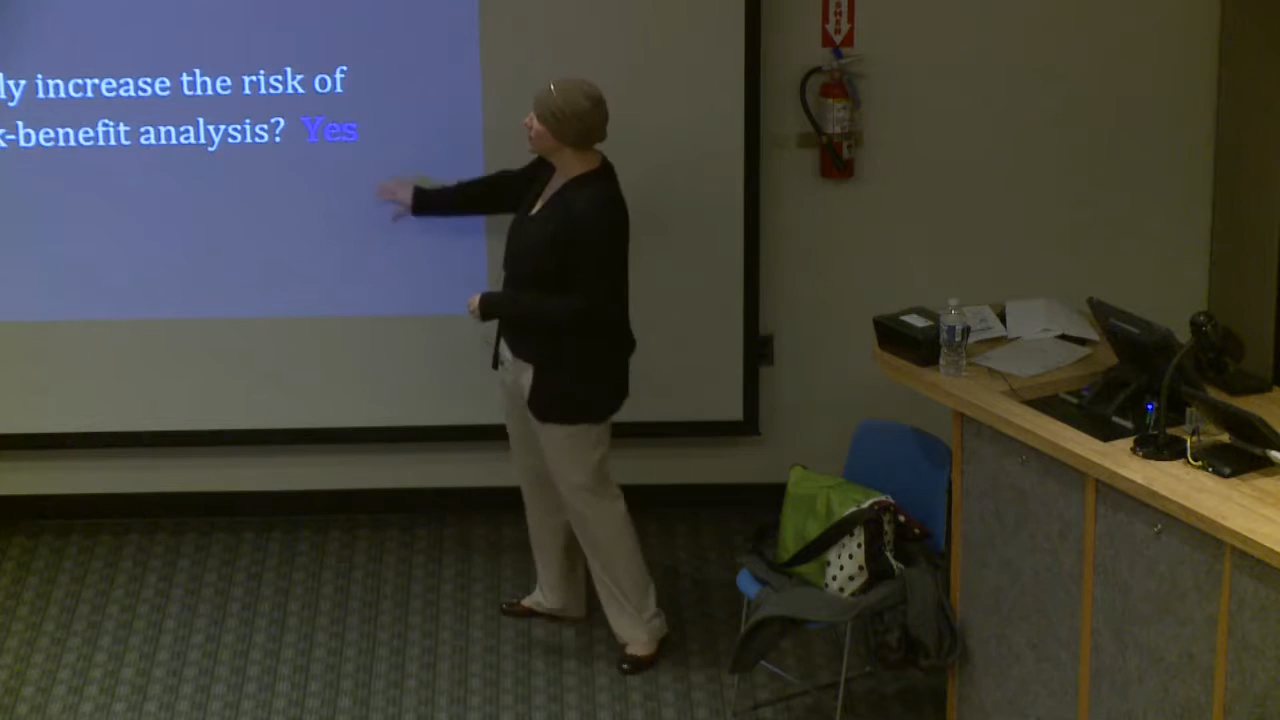 ly increase the risk of
k-benefit analysis? Yes